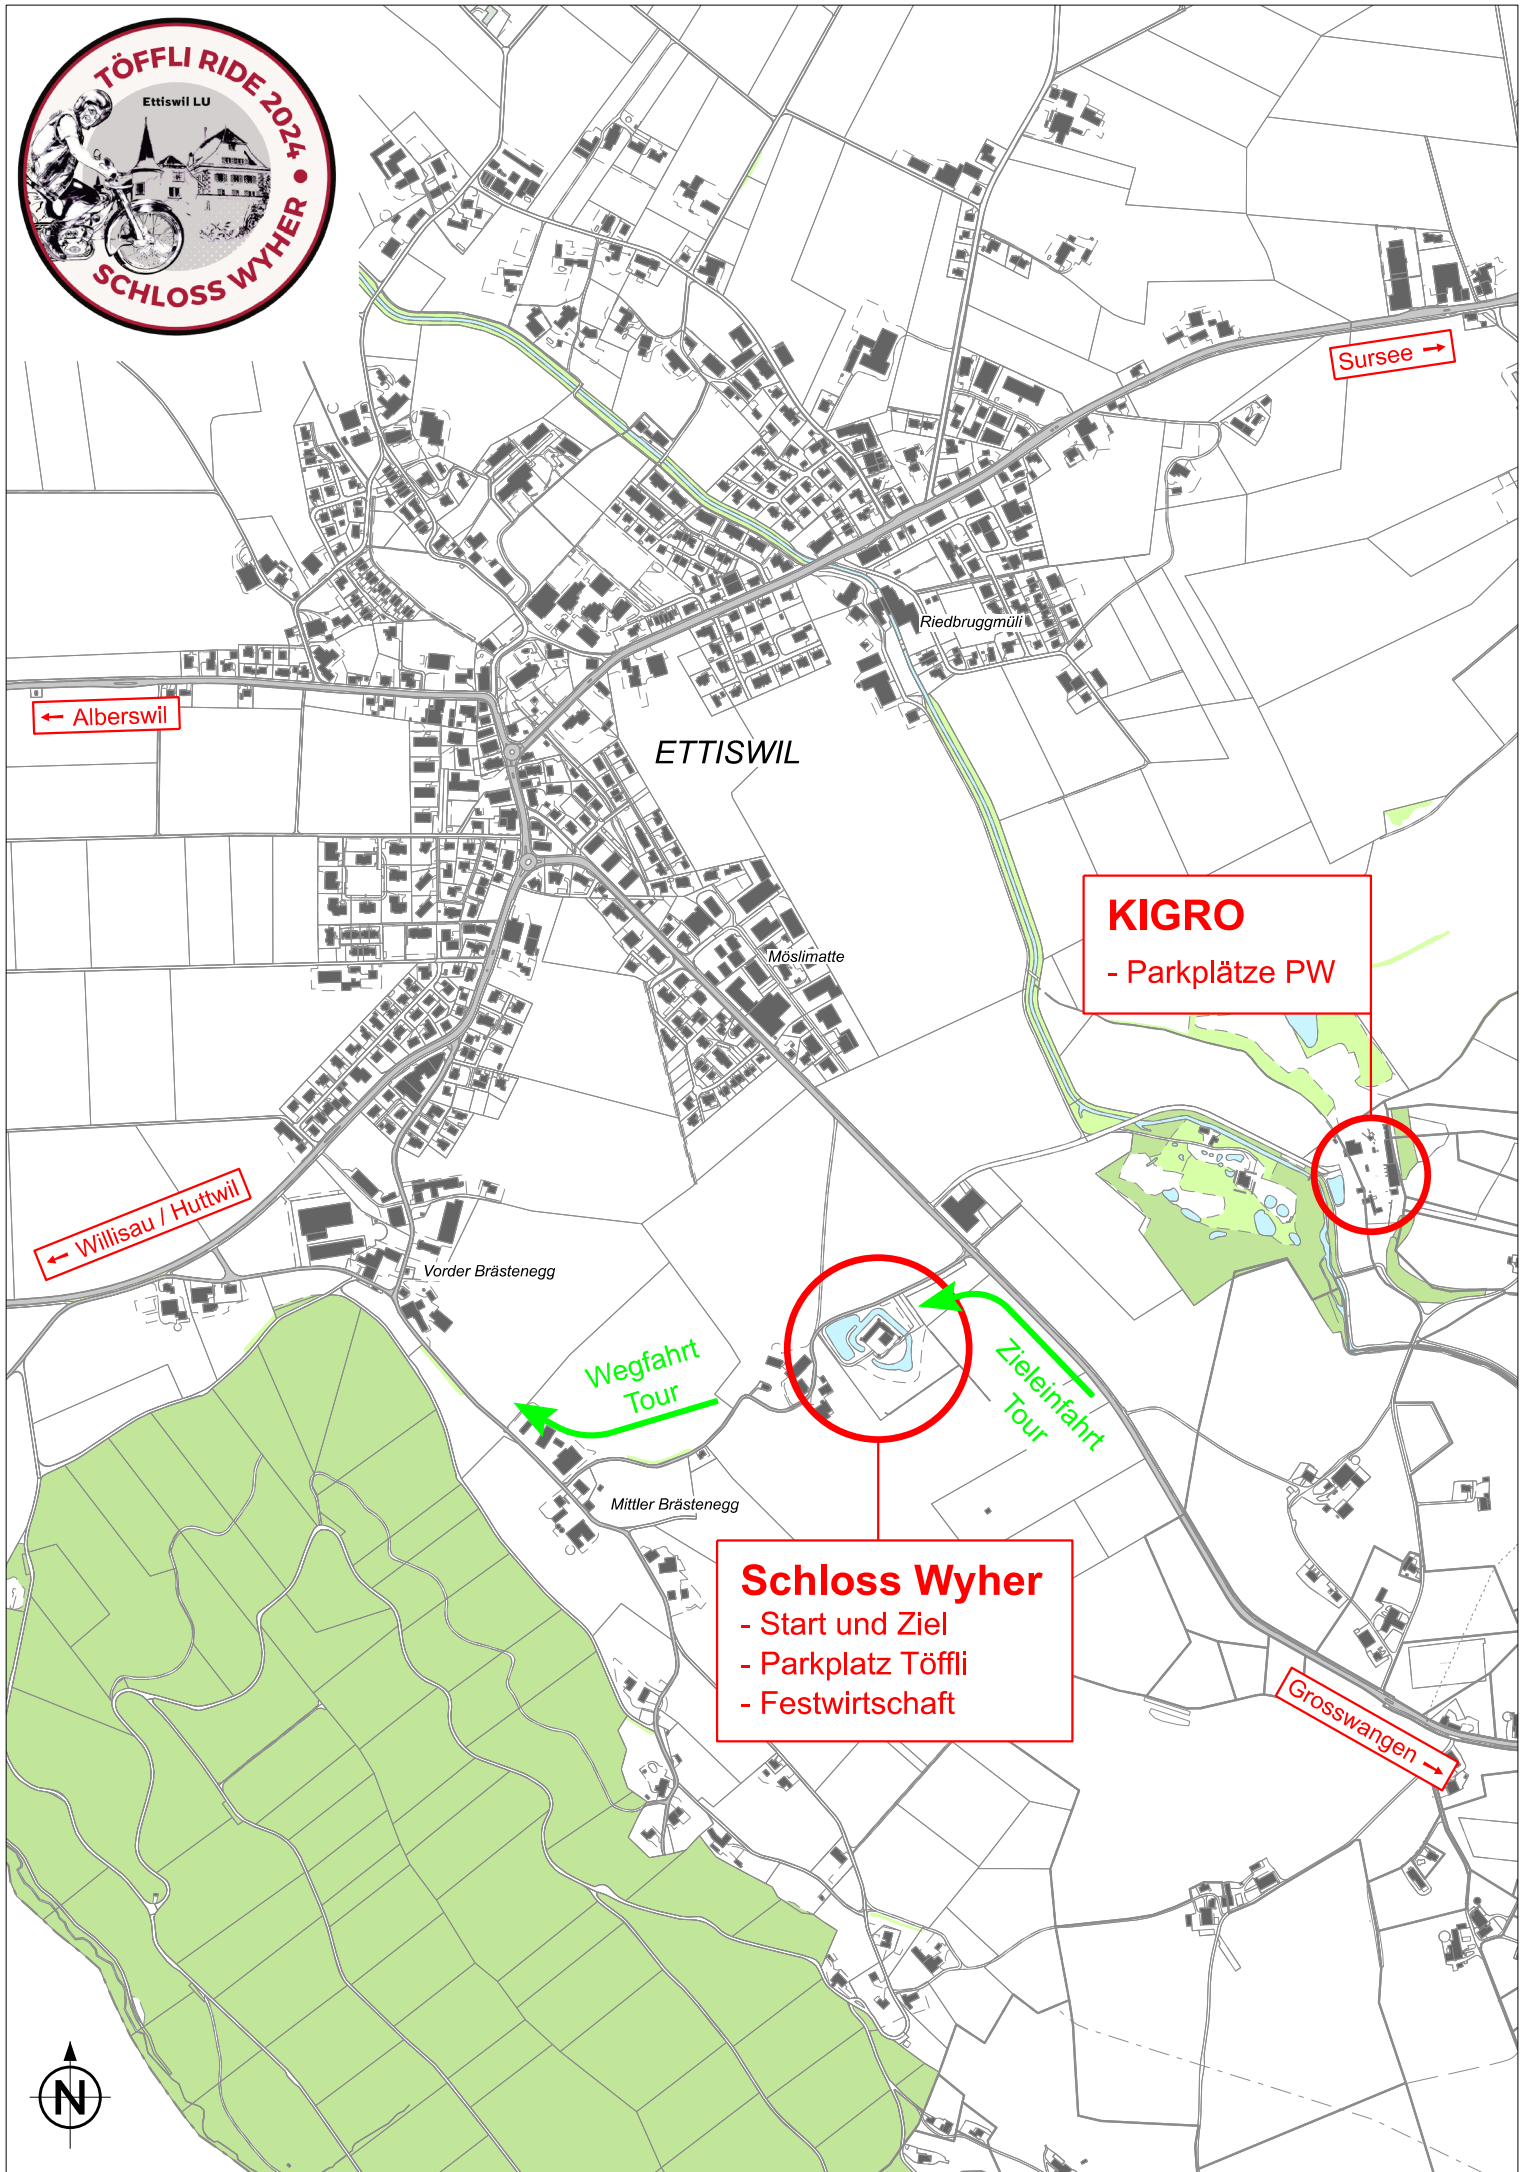 TÖFFLI RIDE 2024 •
Ettiswil LU
SCHLOSS WYHER
Sursee →
Riedbruggmüli
← Alberswil
ETTISWIL
KIGRO
- Parkplätze PW
Möslimatte
← Willisau / Huttwil
Vorder Brästenegg
Wegfahrt
Tour
Zieleinfahrt
Tour
Mittler Brästenegg
Schloss Wyher
- Start und Ziel
- Parkplatz Töffli
- Festwirtschaft
Grosswangen →
N